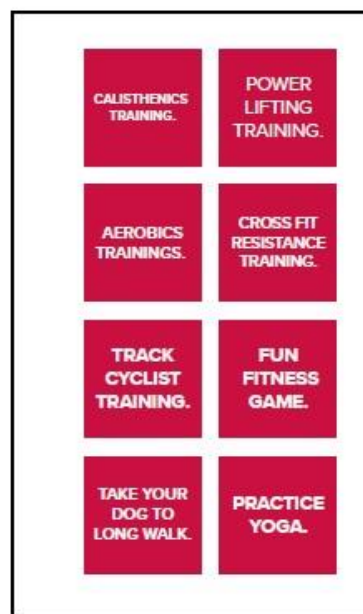 CALISTHENICS
TRAINING.
POWER
LIFTING
TRAINING.
AEROBICS
TRAININGS.
CROSS FIT
RESISTANCE
TRAINING.
TRACK
CYCLIST
TRAINING.
FUN
FITNESS
GAME.
TAKE YOUR
DOG TO
LONG WALK.
PRACTICE
YOGA.